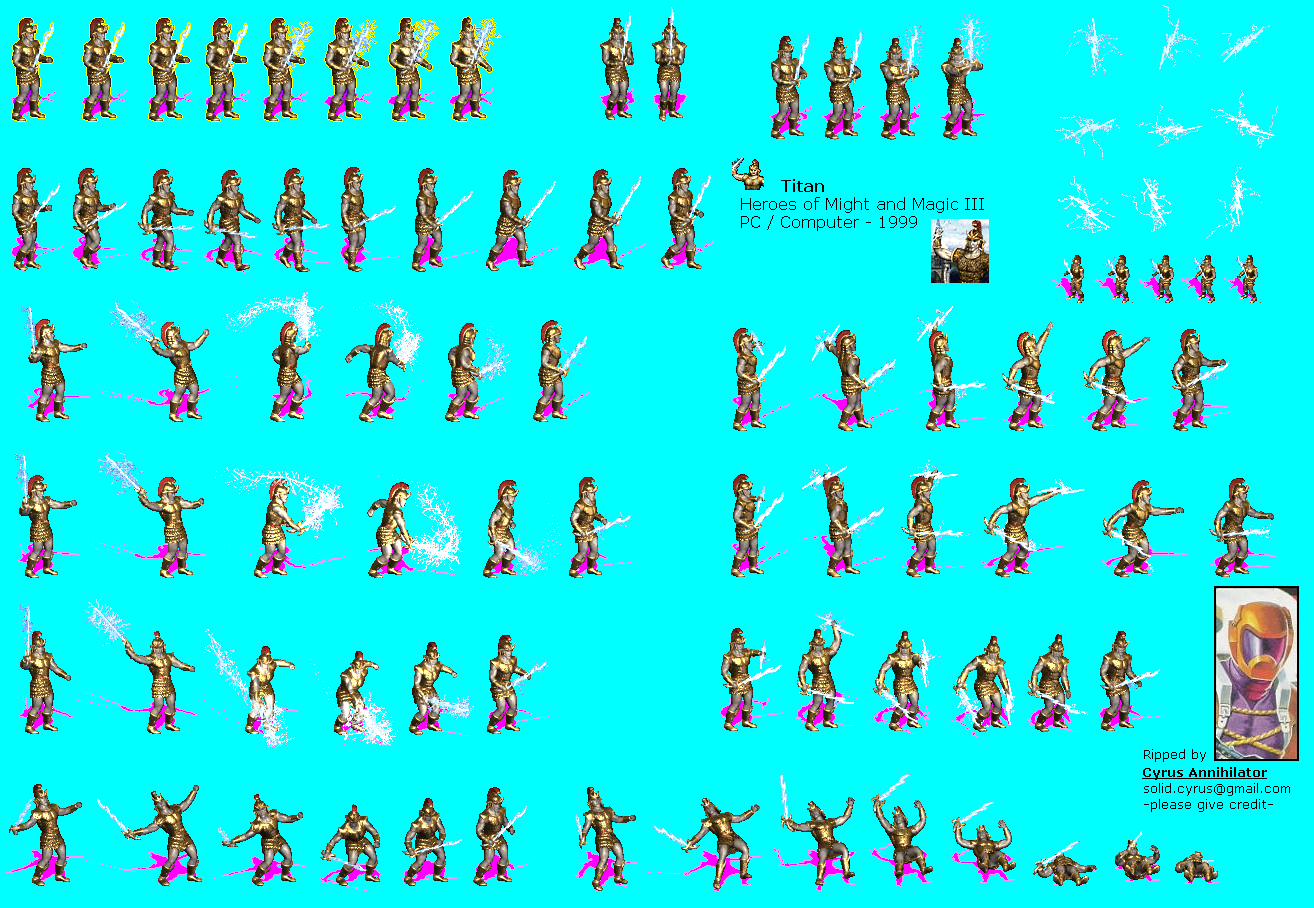 Titan
Heroes of Might and Magic III
PC / Computer - 1999
Ripped by
Cyrus Annihilator
solid.cyrus@gmail.com
-please give credit-